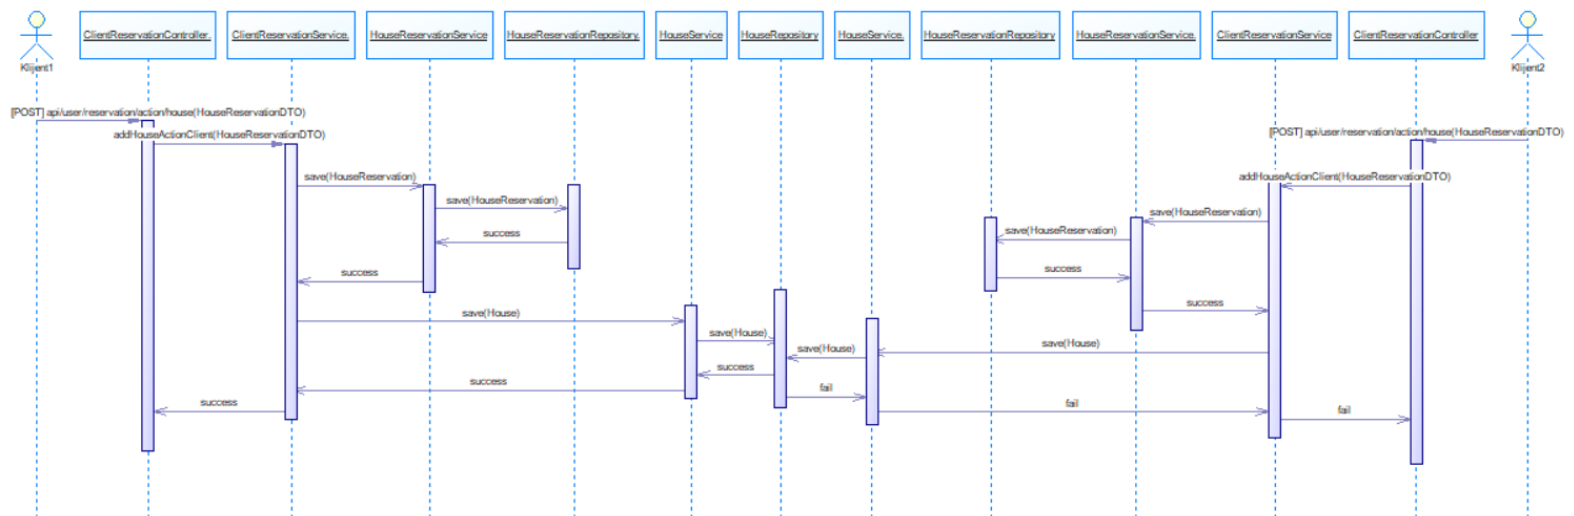 ClientReservationController.
ClientReservationService.
HouseReservationService
HouseReservationRepository.
HouseService
HouseRepository
HouseService.
HouseReservationRepository
HouseReservationService.
ClientReservationService
ClientReservationController
Klijent1
Klijent2
[POST] api/user/reservation/action/house(HouseReservationDTO)
addHouseActionClient(HouseReservationDTO)
[POST] api/user/reservation/action/house(HouseReservationDTO)
save(HouseReservation)
addHouseActionClient(HouseReservationDTO)
save(HouseReservation)
save(HouseReservation)
success
save(HouseReservation)
success
success
success
save(House)
save(House)
save(House)
save(House)
success
success
fail
success
fail
fail